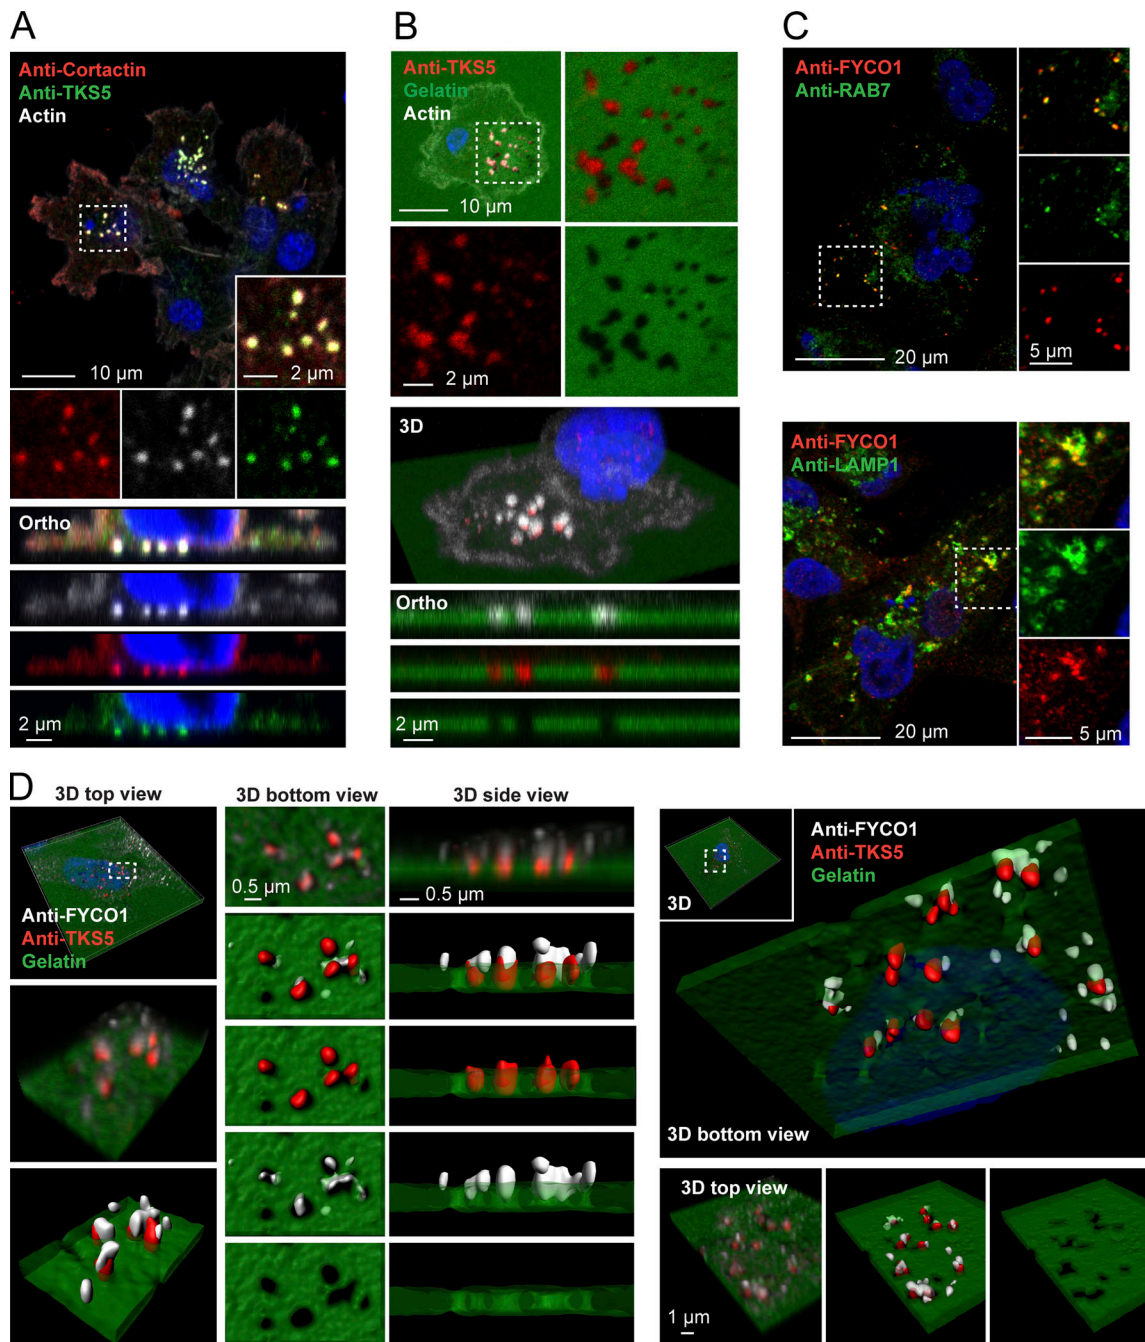 A
Anti-Cortactin
Anti-TKS5
Actin
10 µm
2 µm
Ortho
2 µm
B
Anti-TKS5
Gelatin
Actin
10 µm
2 µm
3D
Ortho
2 µm
C
Anti-FYCO1
Anti-RAB7
20 µm
5 µm
Anti-FYCO1
Anti-LAMP1
20 µm
5 µm
D
3D top view
Anti-FYCO1
Anti-TKS5
Gelatin
3D bottom view
0.5 µm
3D side view
0.5 µm
3D
Anti-FYCO1
Anti-TKS5
Gelatin
3D bottom view
3D top view
1 µm